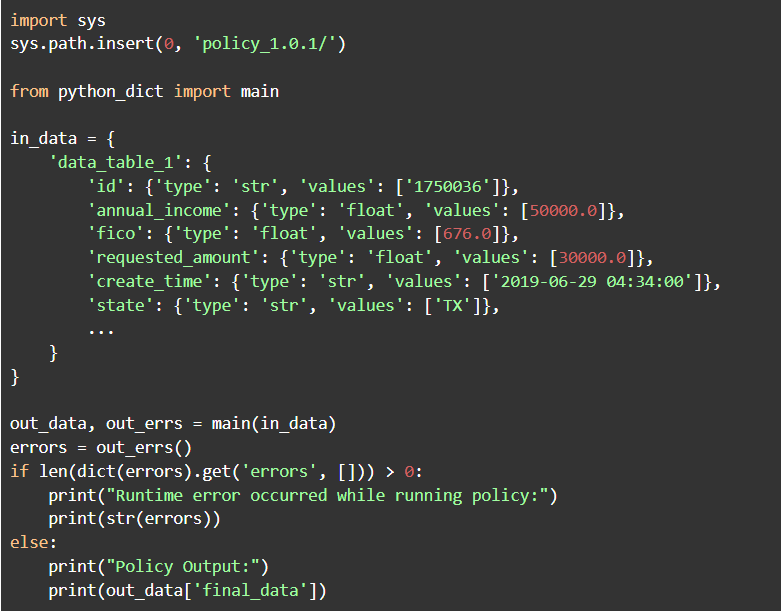 import sys
sys.path.insert(0, 'policy_1.0.1/')

from python_dict import main

in_data = {
    'data_table_1': {
        'id': {'type': 'str', 'values': ['1750036']},
        'annual_income': {'type': 'float', 'values': [50000.0]},
        'fico': {'type': 'float', 'values': [676.0]},
        'requested_amount': {'type': 'float', 'values': [30000.0]},
        'create_time': {'type': 'str', 'values': ['2019-06-29 04:34:00']},
        'state': {'type': 'str', 'values': ['TX']},
        ...
    }
}

out_data, out_errs = main(in_data)
errors = out_errs()
if len(dict(errors).get('errors', [])) > 0:
    print("Runtime error occurred while running policy:")
    print(str(errors))
else:
    print("Policy Output:")
    print(out_data['final_data'])